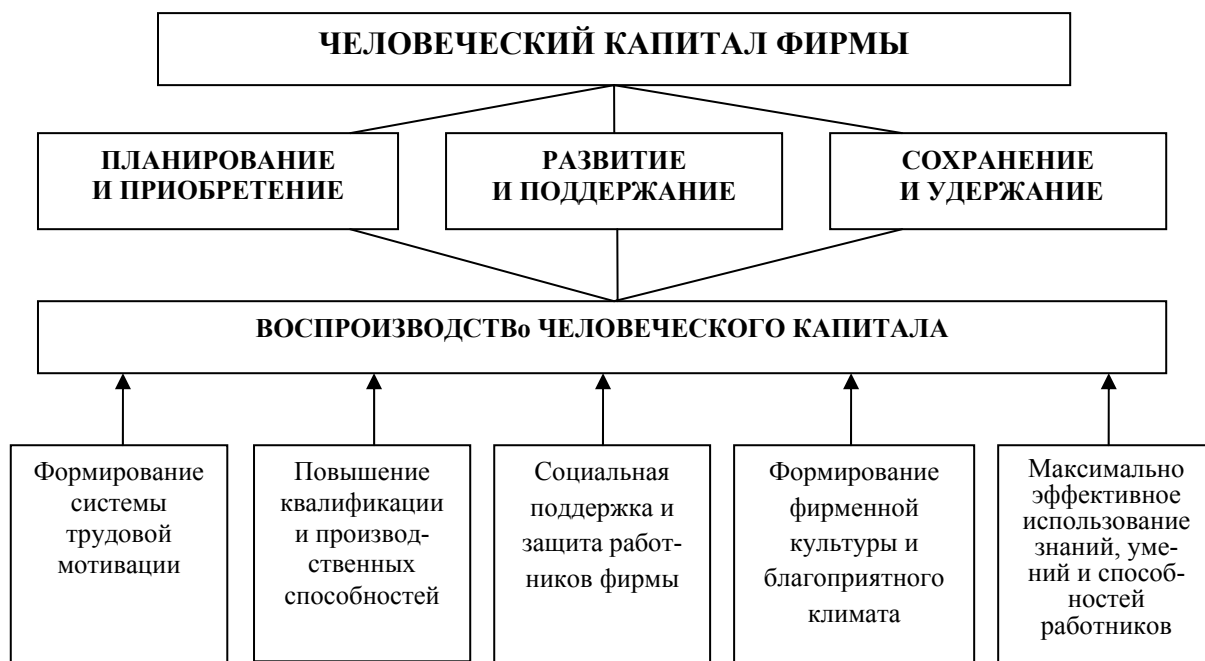 ЧЕЛОВЕЧЕСКИЙ КАПИТАЛ ФИРМЫ
ПЛАНИРОВАНИЕ
И ПРИОБРЕТЕНИЕ
РАЗВИТИЕ
И ПОДДЕРЖАНИЕ
СОХРАНЕНИЕ
И УДЕРЖАНИЕ
ВОСПРОИЗВОДСТВо ЧЕЛОВЕЧЕСКОГО КАПИТАЛА
Формирование
системы
трудовой
мотивации
Повышение
квалификации
и производ-
ственных
способностей
Социальная
поддержка и
защита работ-
ников фирмы
Формирование
фирменной
культуры и
благоприятного
климата
Максимально
эффективное
использование
знаний, уме-
ний и способ-
ностей
работников